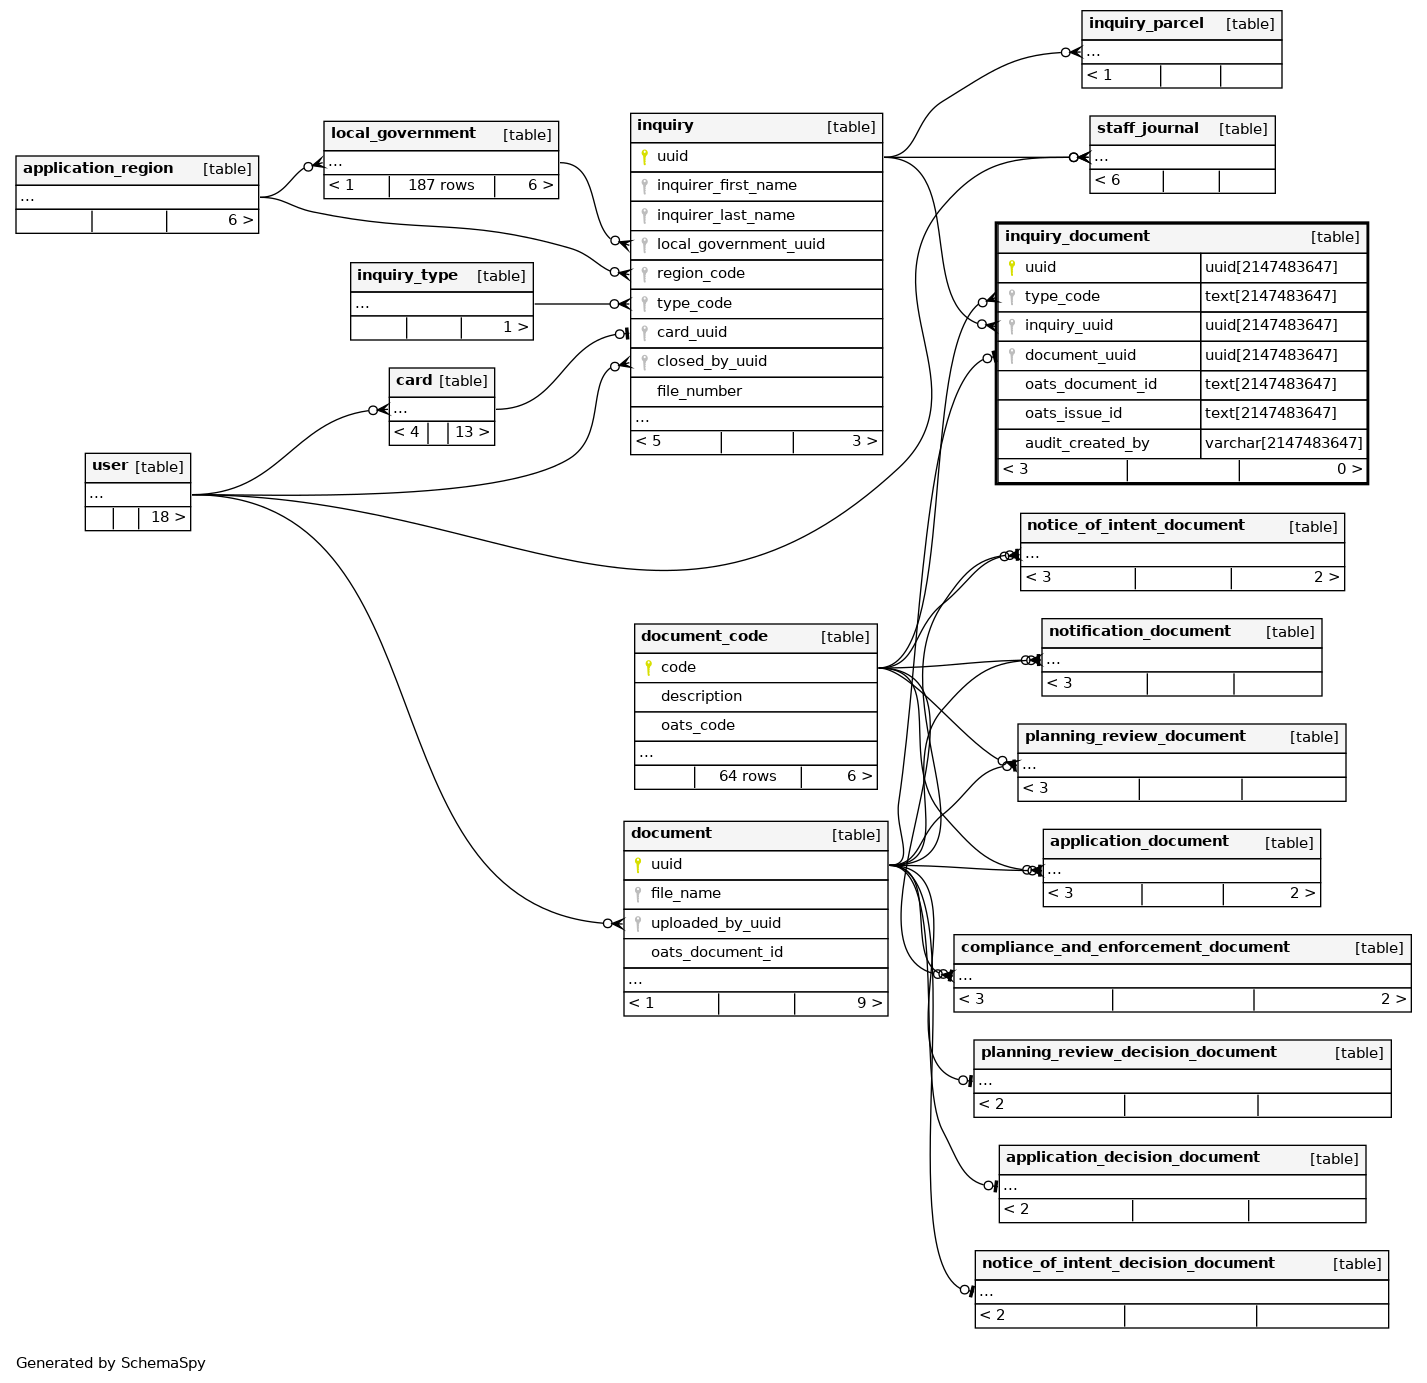 inquiry_parcel [table]
...
< 1
staff_journal [table]
...
< 6
application_region [table]
...
6 >
local_government [table]
...
< 1 187 rows 6 >
inquiry_type [table]
...
1 >
card [table]
...
< 4 13 >
user [table]
...
18 >
inquiry [table]
uuid
inquirer_first_name
inquirer_last_name
local_government_uuid
region_code
type_code
card_uuid
closed_by_uuid
file_number
...
< 5 3 >
inquiry_document [table]
uuid uuid[2147483647]
type_code text[2147483647]
inquiry_uuid uuid[2147483647]
document_uuid uuid[2147483647]
oats_document_id text[2147483647]
oats_issue_id text[2147483647]
audit_created_by varchar[2147483647]
< 3 0 >
document_code [table]
code
description
oats_code
...
64 rows 6 >
document [table]
uuid
file_name
uploaded_by_uuid
oats_document_id
...
< 1 9 >
notice_of_intent_document [table]
...
< 3 2 >
notification_document [table]
...
< 3
planning_review_document [table]
...
< 3
application_document [table]
...
< 3 2 >
compliance_and_enforcement_document [table]
...
< 3 2 >
planning_review_decision_document [table]
...
< 2
application_decision_document [table]
...
< 2
notice_of_intent_decision_document [table]
...
< 2
Generated by SchemaSpy